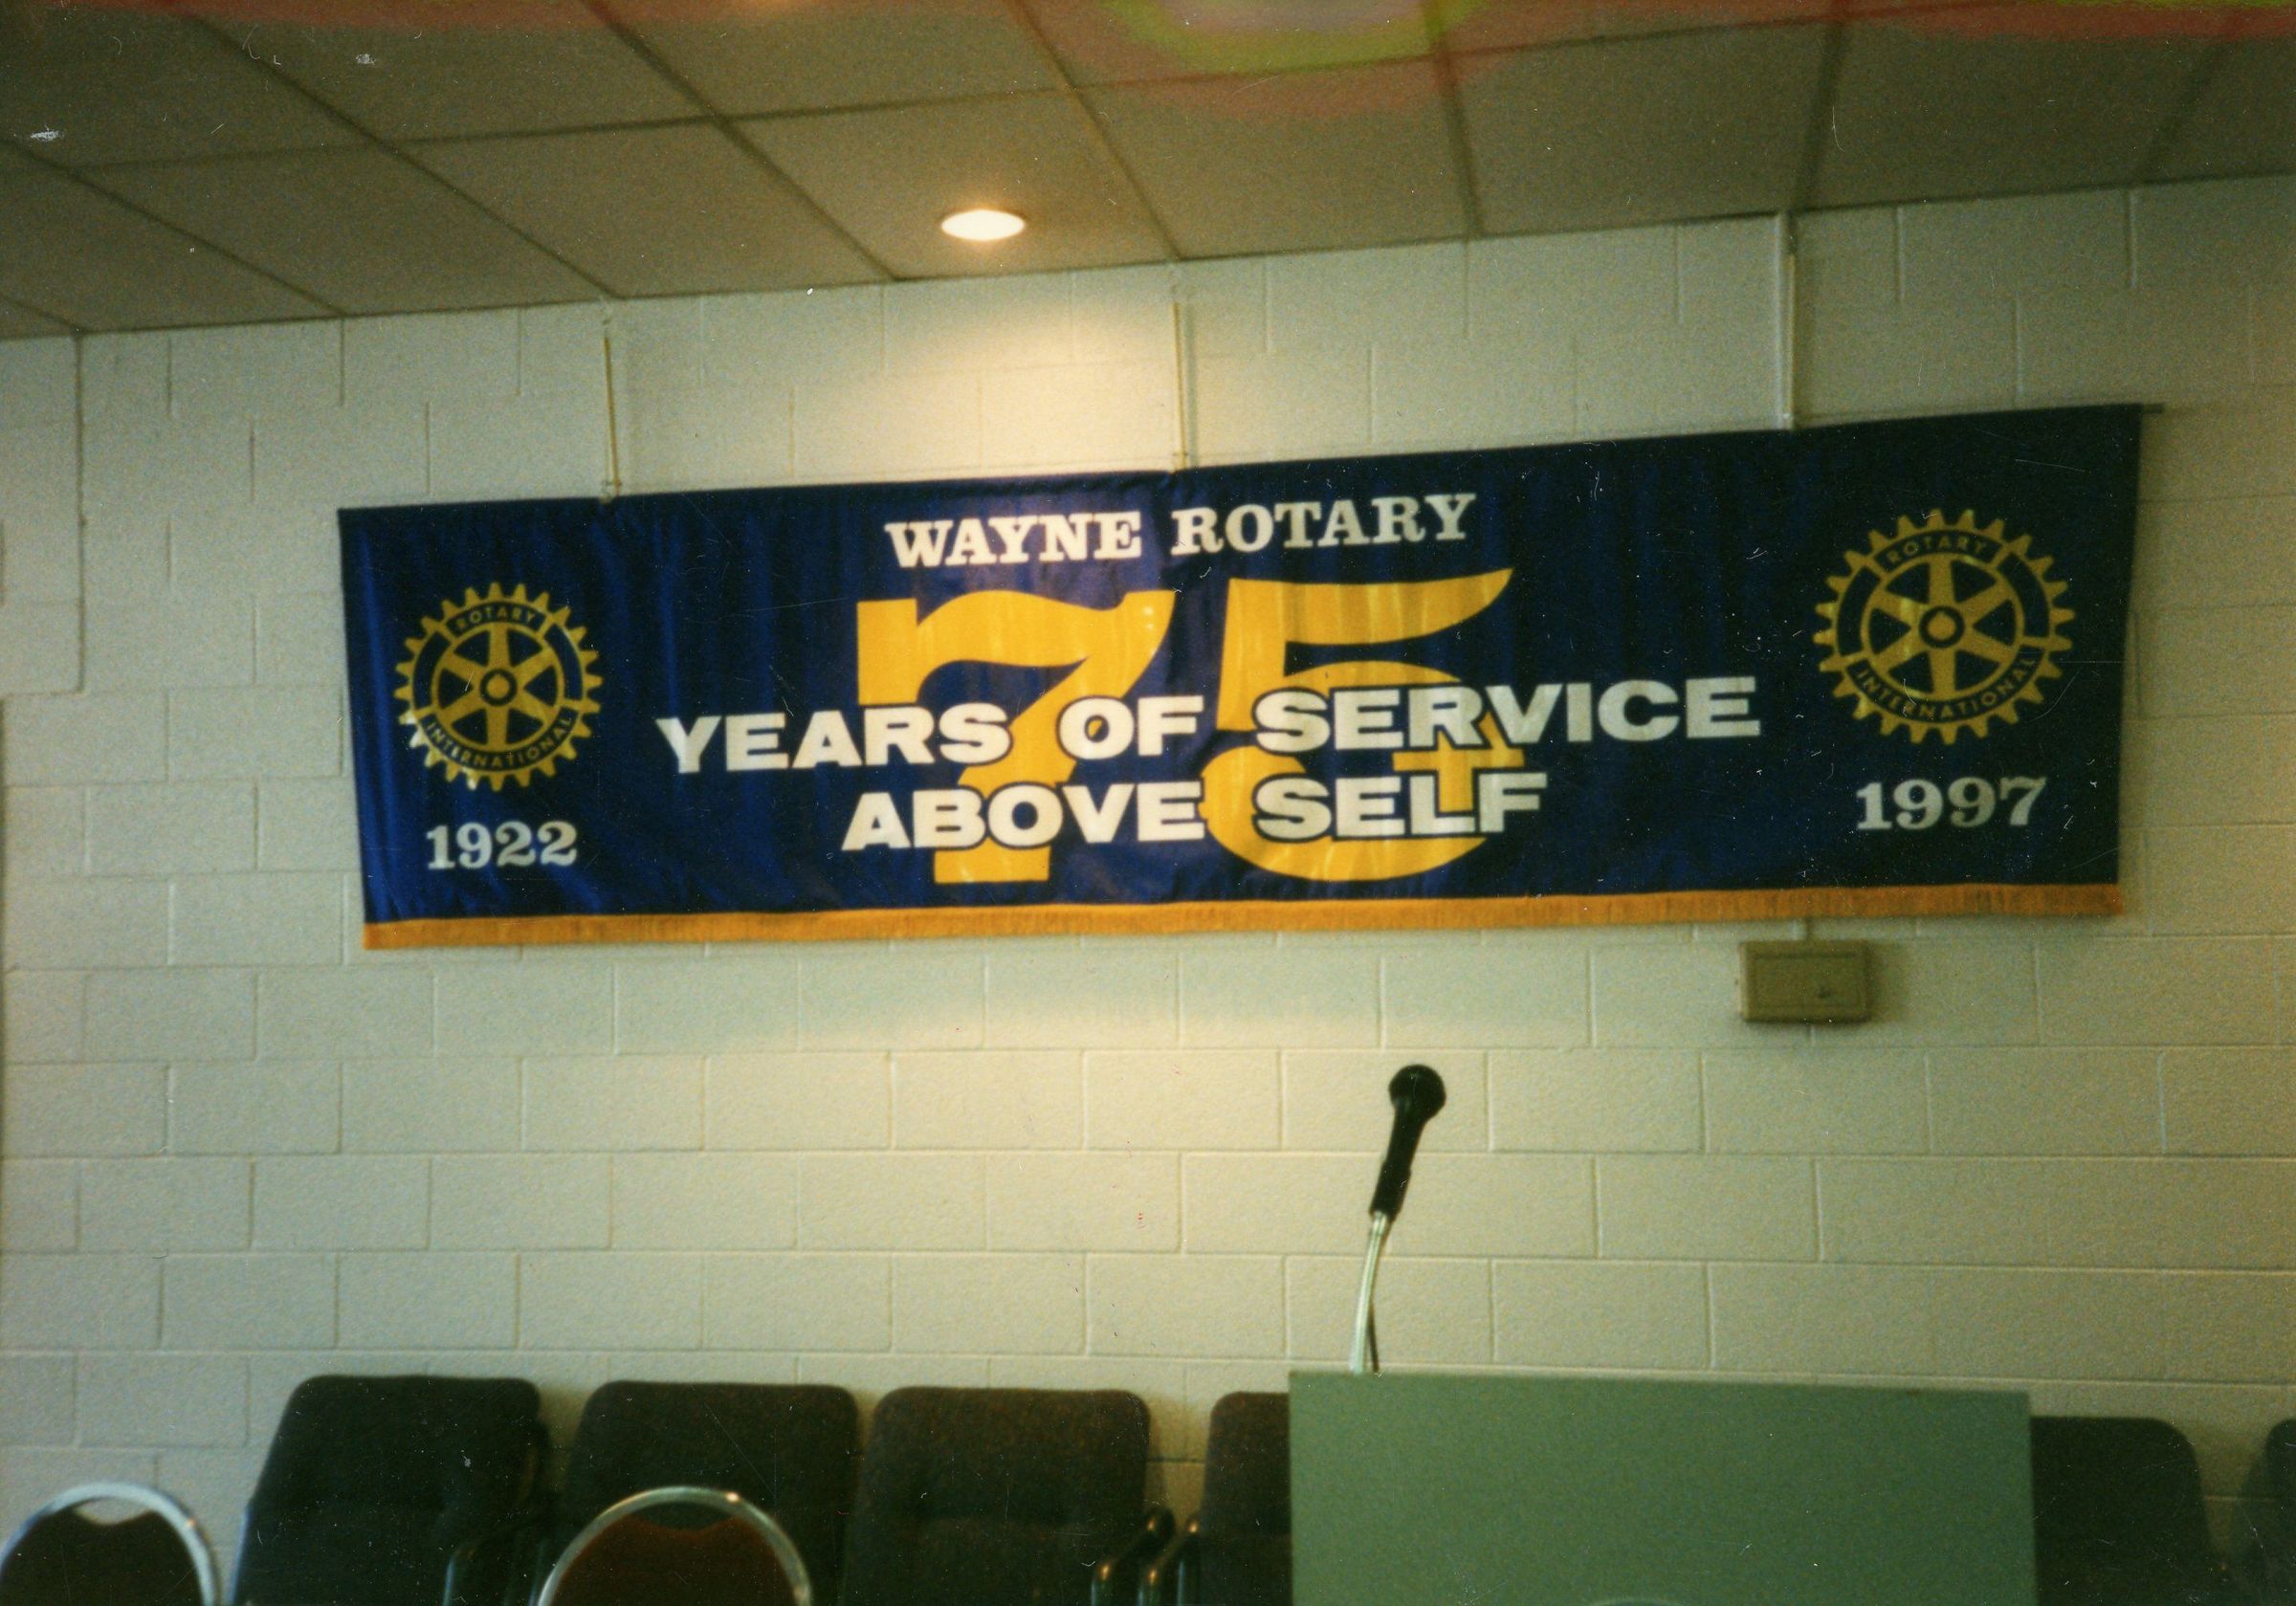 WAYNE ROTARY
75
YEARS OF SERVICE
ABOVE SELF
ROTARY
INTERNATIONAL
1922
ROTARY
INTERNATIONAL
1997